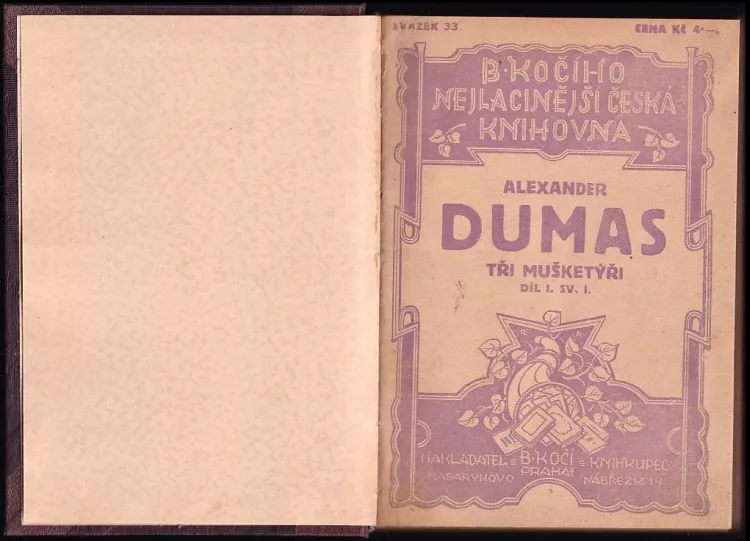 SVAZEK 33.
CENA KČ 4·—
B. KOČÍHO
NEJLACINĚJŠÍ ČESKÁ
KNIHOVNA
ALEXANDER
DUMAS
TŘI MUŠKETÝŘI
DÍL I. SV. I.
NAKLADATEL B. KOČÍ KNIHKUPEC
PRAHA I
MASARYKOVO NÁBŘEŽÍ 14